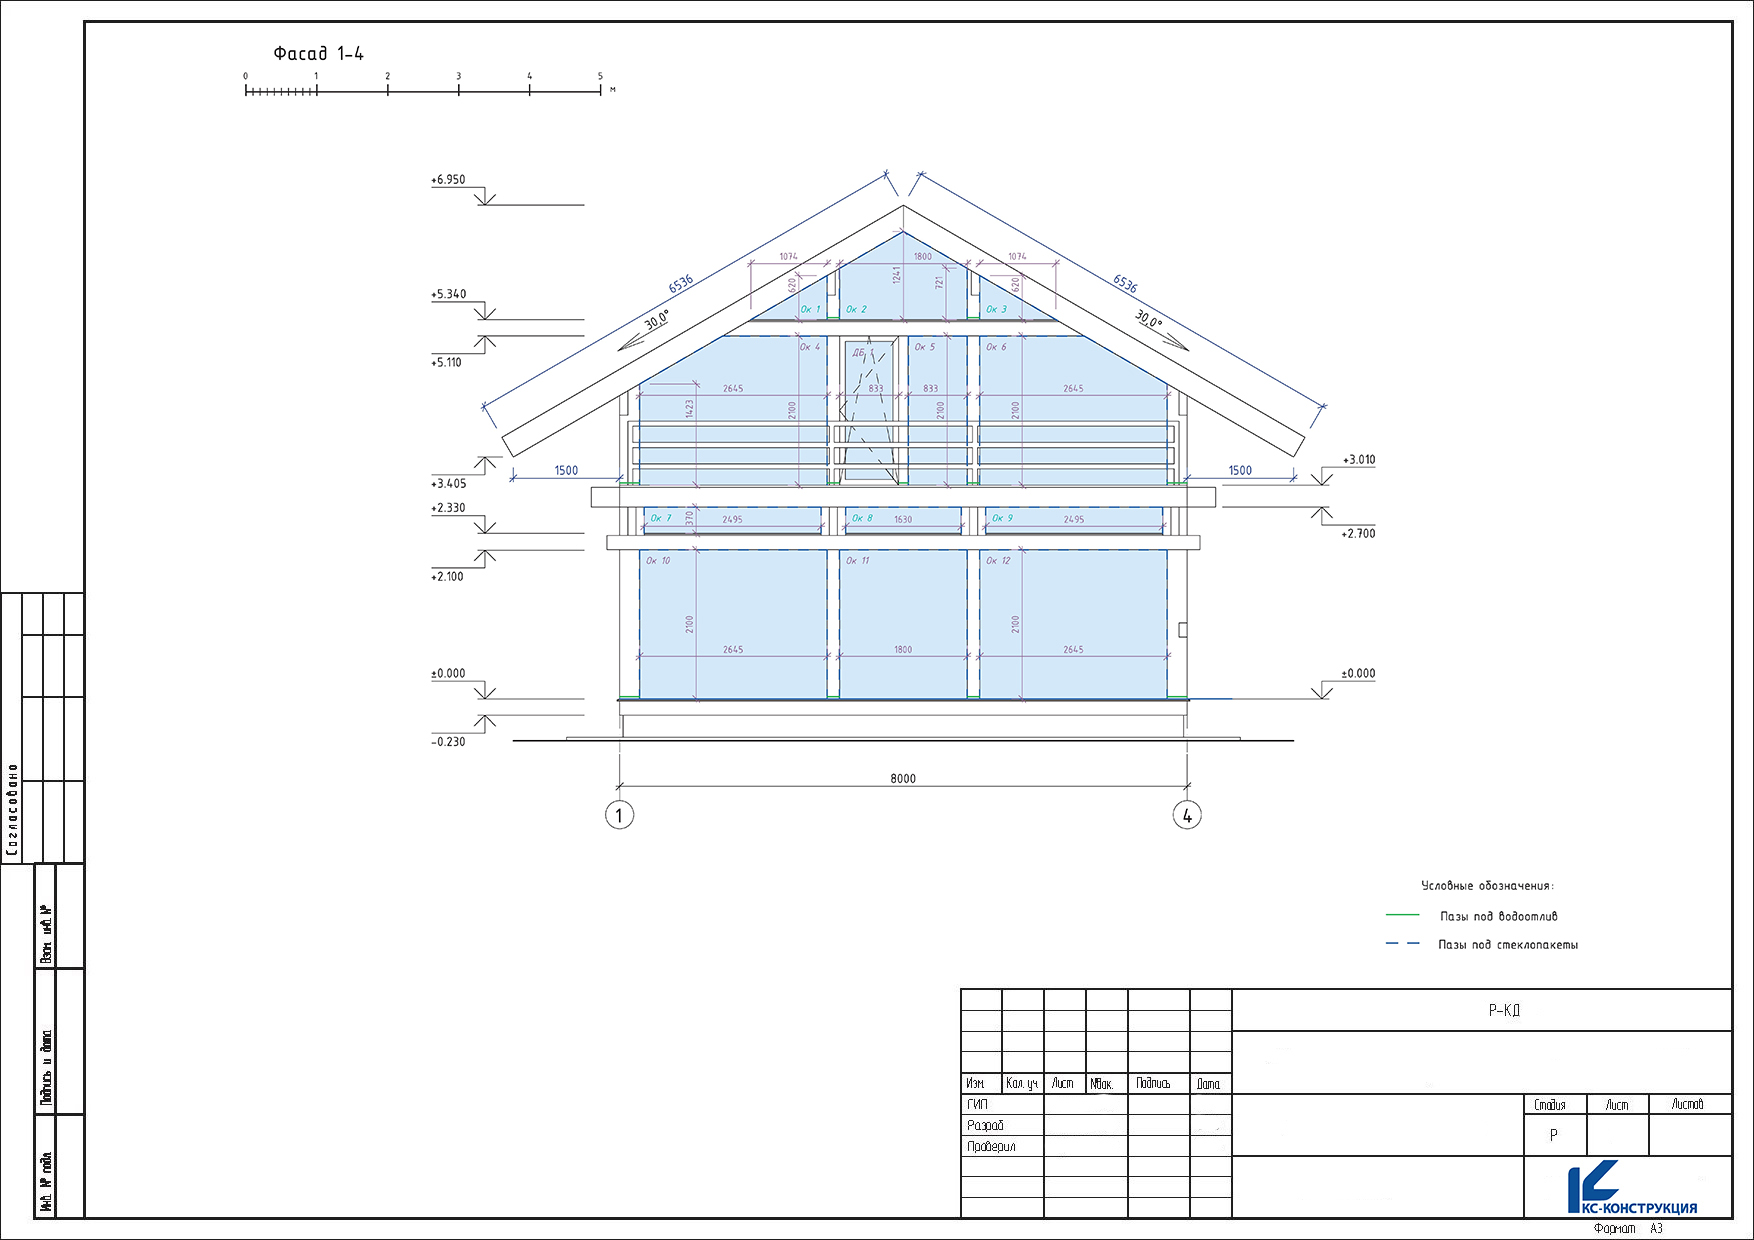 Фасад 1-4
0 1 2 3 4 5 м
+6.950
+5.340
+5.110
+3.405
+2.330
+2.100
±0.000
-0.230
6536
6536
30,0°
30,0°
1074
1800
1074
620
1241
721
620
Ок 1
Ок 2
Ок 3
Ок 4
ДБ 1
Ок 5
Ок 6
2645
833
833
2645
1423
2100
2100
2100
1500
1500
+3.010
+2.700
Ок 7
370
2495
Ок 8
1630
Ок 9
2495
Ок 10
Ок 11
Ок 12
2100
2100
2645
1800
2645
±0.000
8000
1
4
Условные обозначения:
Пазы под водоотлив
Пазы под стеклопакеты
Согласовано
Взам. инв. №
Подпись и дата
Инв. № подл.
Р-КД
Изм.
Кол. уч
Лист
№док.
Подпись
Дата
ГИП
Разраб
Проверил
Стадия
Лист
Листов
Р
КС-КОНСТРУКЦИЯ
Формат А3